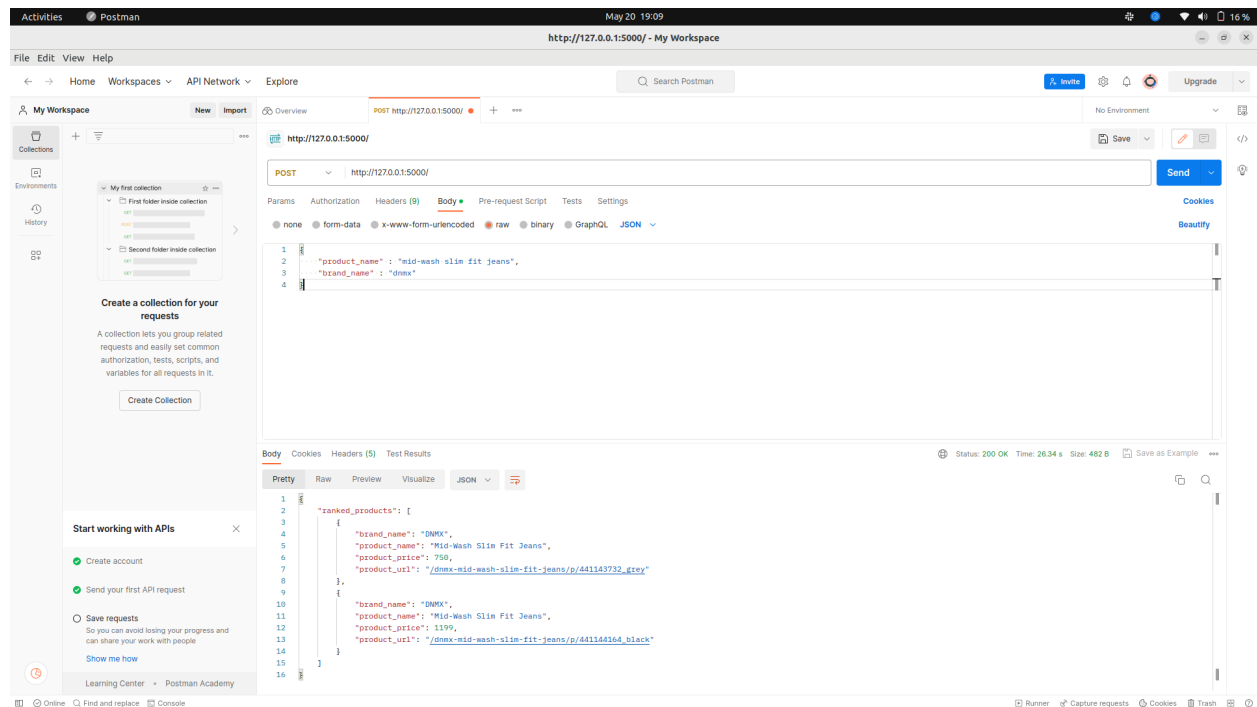 Activities Postman May 20 19:09 16 %
http://127.0.0.1:5000/ - My Workspace
File Edit View Help
Home Workspaces API Network Explore Search Postman Invite Upgrade
My Workspace New Import Overview POST http://127.0.0.1:5000/ No Environment
Collections
Environments
History
My first collection
First folder inside collection
GET
POST
GET
Second folder inside collection
GET
GET
Create a collection for your
requests
A collection lets you group related
requests and easily set common
authorization, tests, scripts, and
variables for all requests in it.
Create Collection
Start working with APIs
Create account
Send your first API request
Save requests
So you can avoid losing your progress and
can share your work with people
Show me how
Learning Center • Postman Academy
HTTP http://127.0.0.1:5000/ Save
POST http://127.0.0.1:5000/ Send
Params Authorization Headers (9) Body Pre-request Script Tests Settings Cookies
none form-data x-www-form-urlencoded raw binary GraphQL JSON Beautify
1 {
2 "product_name" : "mid-wash slim fit jeans",
3 "brand_name" : "dnmx"
4 }
Body Cookies Headers (5) Test Results Status: 200 OK Time: 26.34 s Size: 482 B Save as Example
Pretty Raw Preview Visualize JSON
1 {
2 "ranked_products": [
3 {
4 "brand_name": "DNMX",
5 "product_name": "Mid-Wash Slim Fit Jeans",
6 "product_price": 750,
7 "product_url": "/dnmx-mid-wash-slim-fit-jeans/p/441143732_grey"
8 },
9 {
10 "brand_name": "DNMX",
11 "product_name": "Mid-Wash Slim Fit Jeans",
12 "product_price": 1199,
13 "product_url": "/dnmx-mid-wash-slim-fit-jeans/p/441144164_black"
14 }
15 ]
16 }
Online Find and replace Console Runner Capture requests Cookies Trash